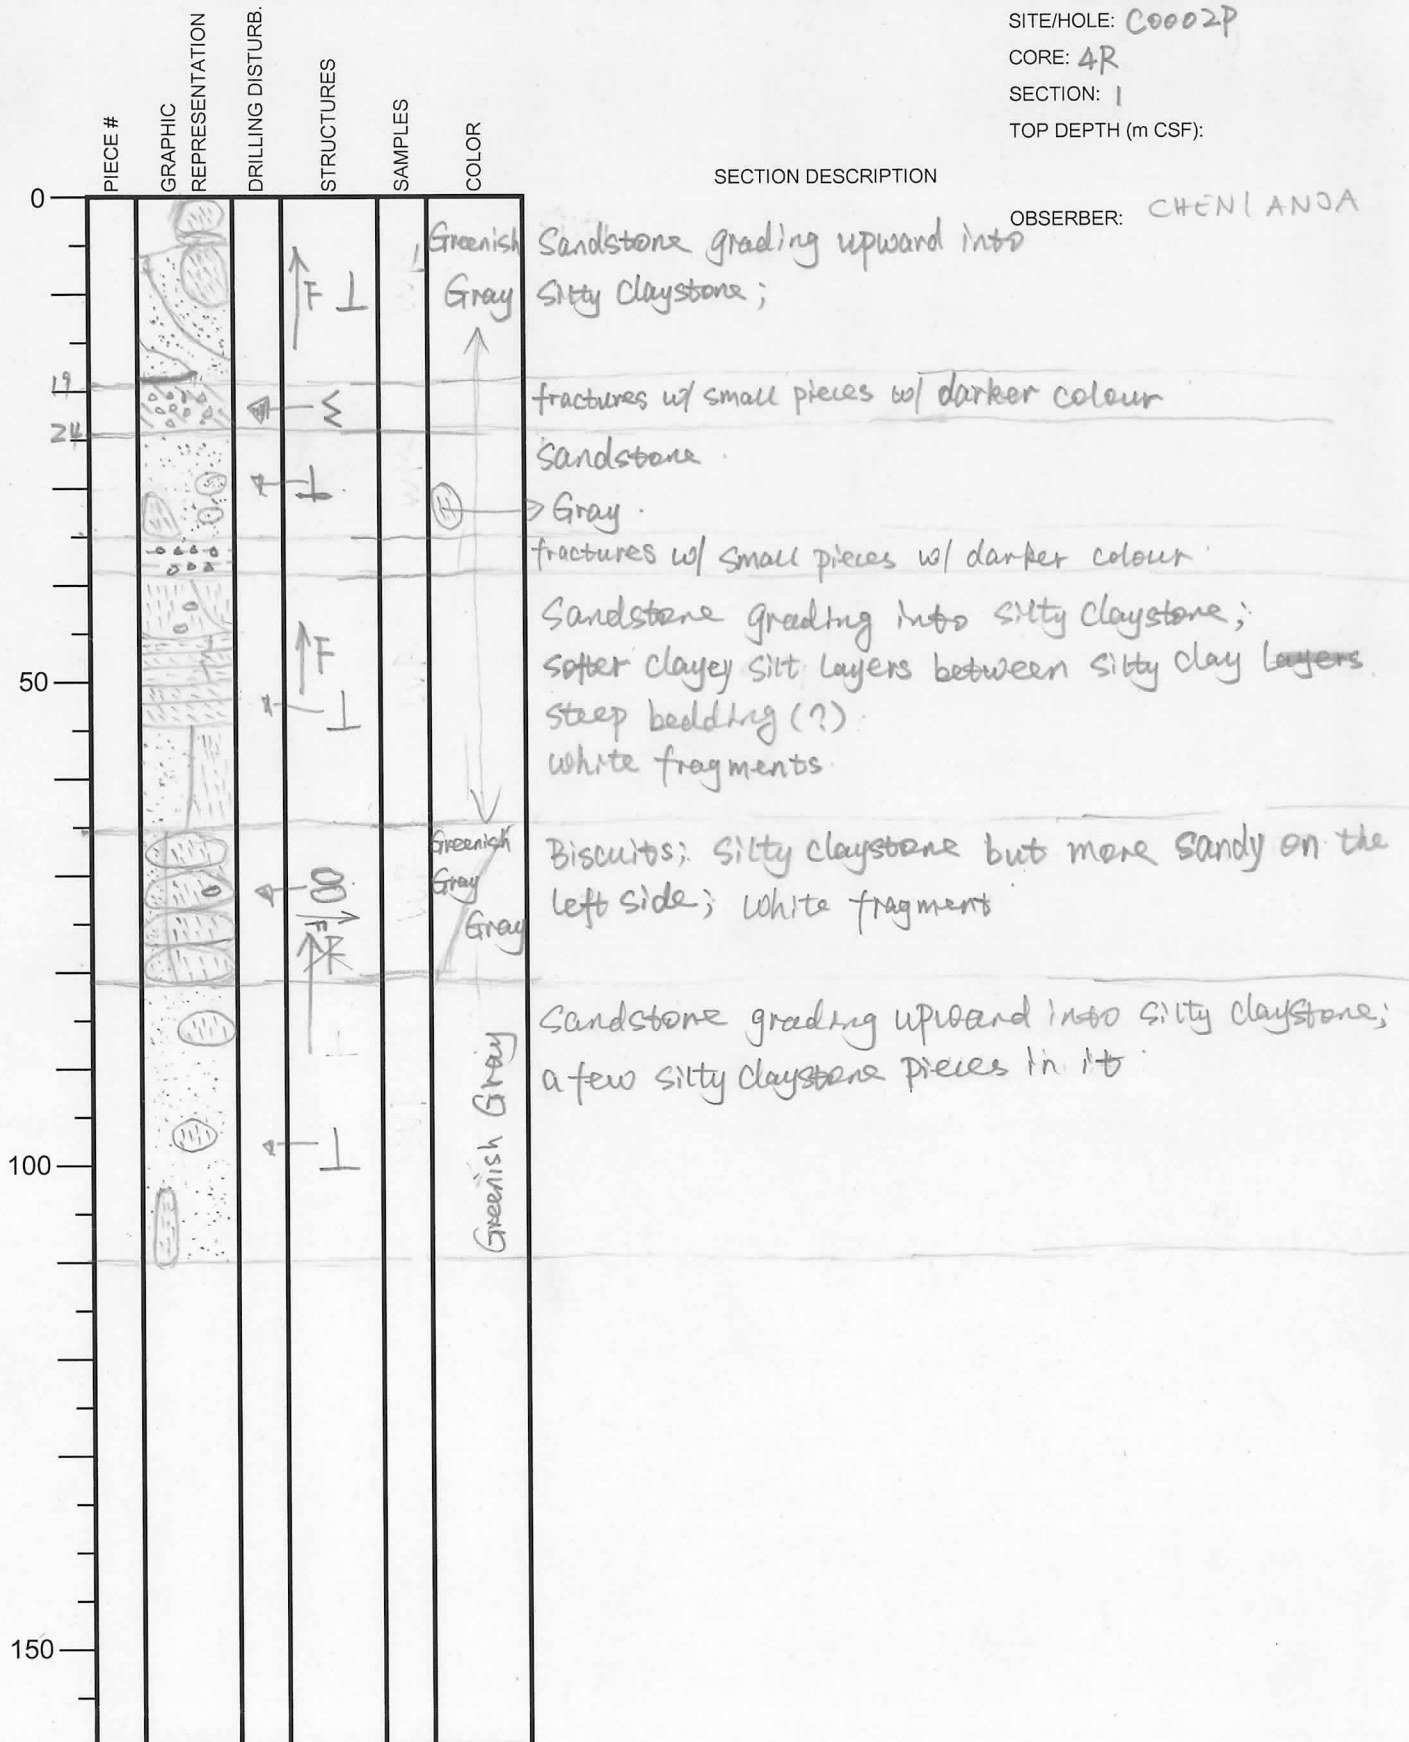 SITE/HOLE: C0002P
CORE: 4R
SECTION: 1
TOP DEPTH (m CSF):
PIECE #
GRAPHIC REPRESENTATION
DRILLING DISTURB.
STRUCTURES
SAMPLES
COLOR
SECTION DESCRIPTION
OBSERBER:
0
Greenish
Gray
F
Sandstone grading upward into
Silty Claystone;
19
fractures w/ small pieces w/ darker colour
24
Sandstone
Gray
fractures w/ small pieces w/ darker colour
Sandstone grading into silty claystone;
softer clayey silt layers between silty clay layers
steep bedding (?)
white fragments
F
50
Greenish
Gray
Gray
F
Biscuits; silty claystone but more sandy on the
left side; white fragment
Sandstone grading upward into silty claystone;
a few silty claystone pieces in it
Greenish Gray
100
150